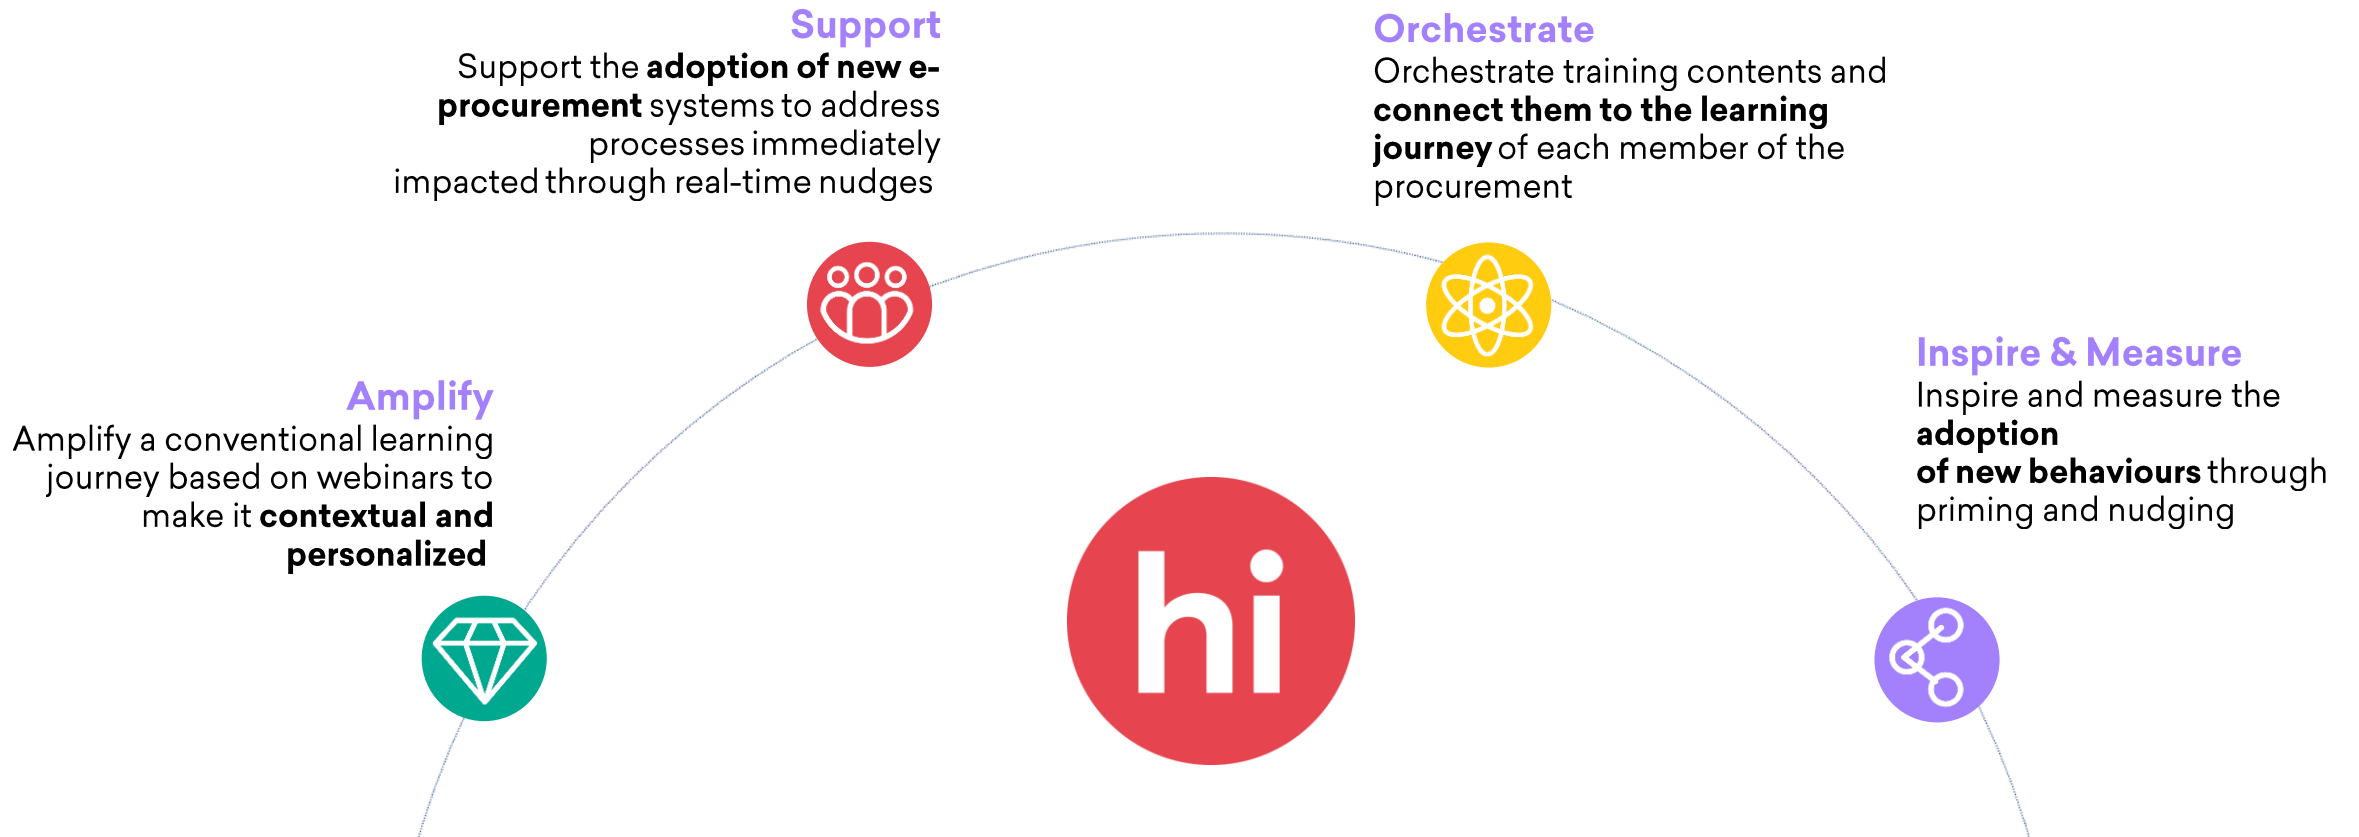 Support
Support the adoption of new e-
procurement systems to address
processes immediately
impacted through real-time nudges
Orchestrate
Orchestrate training contents and
connect them to the learning
journey of each member of the
procurement
Amplify
Amplify a conventional learning
journey based on webinars to
make it contextual and
personalized
Inspire & Measure
Inspire and measure the
adoption
of new behaviours through
priming and nudging
hi